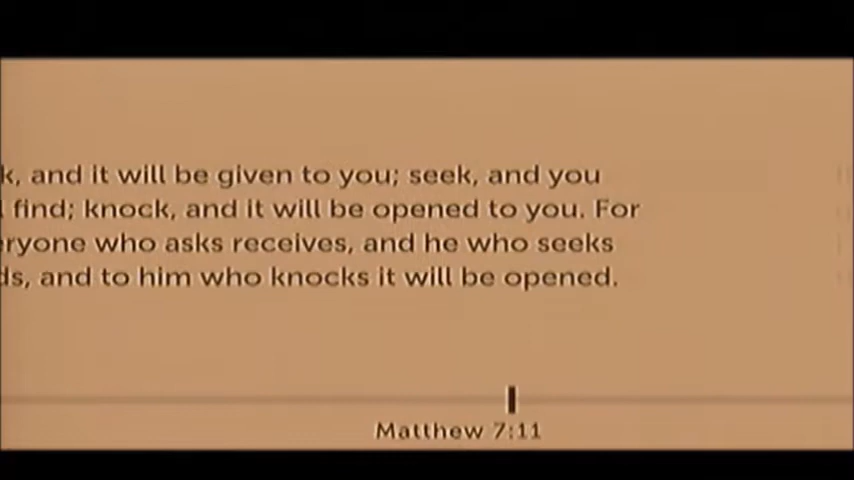 k, and it will be given to you; seek, and you
l find; knock, and it will be opened to you. For
eryone who asks receives, and he who seeks
ds, and to him who knocks it will be opened.
Matthew 7:11